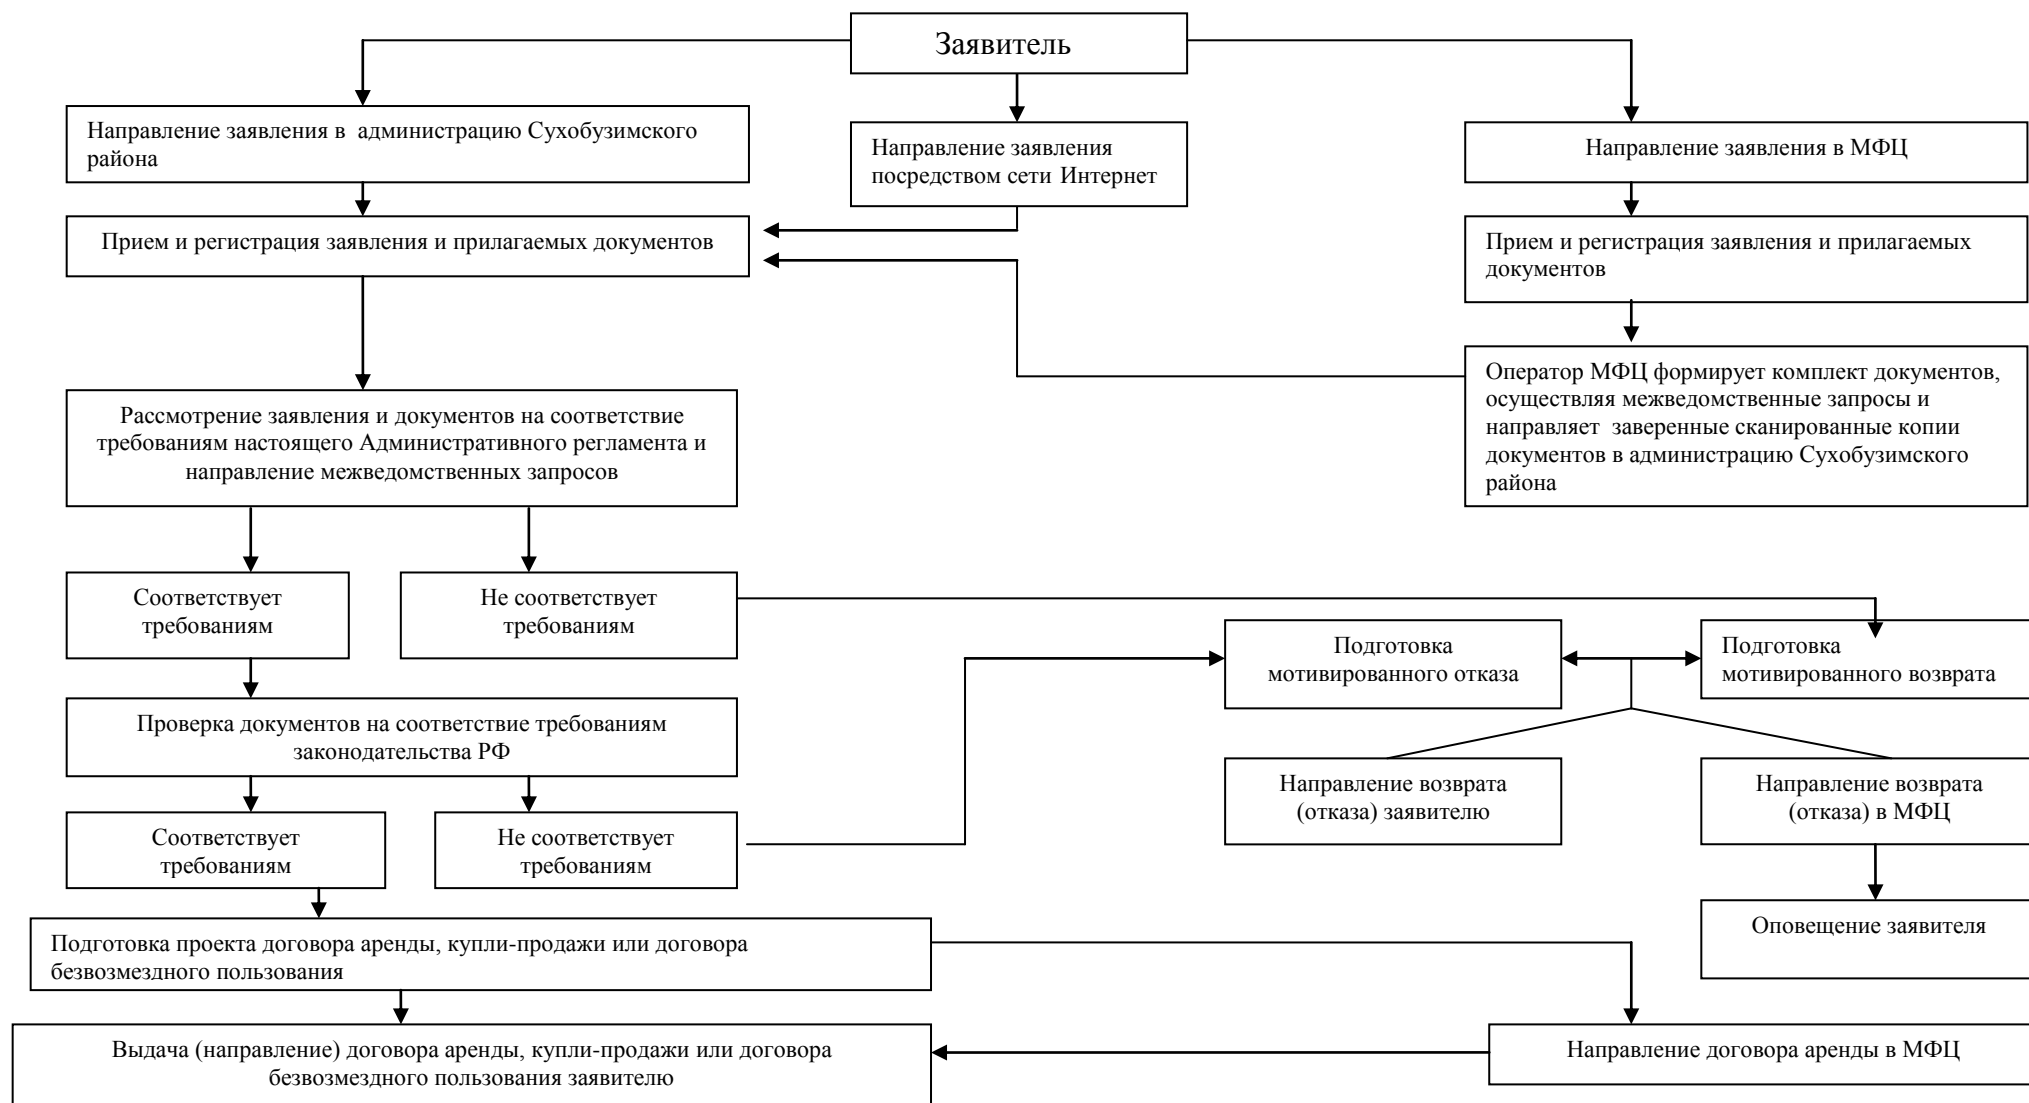 Заявитель
Направление заявления в администрацию Сухобузимского
района
Направление заявления
посредством сети Интернет
Направление заявления в МФЦ
Прием и регистрация заявления и прилагаемых документов
Прием и регистрация заявления и прилагаемых
документов
Рассмотрение заявления и документов на соответствие
требованиям настоящего Административного регламента и
направление межведомственных запросов
Оператор МФЦ формирует комплект документов,
осуществляя межведомственные запросы и
направляет заверенные сканированные копии
документов в администрацию Сухобузимского
района
Соответствует
требованиям
Не соответствует
требованиям
Подготовка
мотивированного отказа
Подготовка
мотивированного возврата
Проверка документов на соответствие требованиям
законодательства РФ
Направление возврата
(отказа) заявителю
Направление возврата
(отказа) в МФЦ
Соответствует
требованиям
Не соответствует
требованиям
Оповещение заявителя
Подготовка проекта договора аренды, купли-продажи или договора
безвозмездного пользования
Выдача (направление) договора аренды, купли-продажи или договора
безвозмездного пользования заявителю
Направление договора аренды в МФЦ